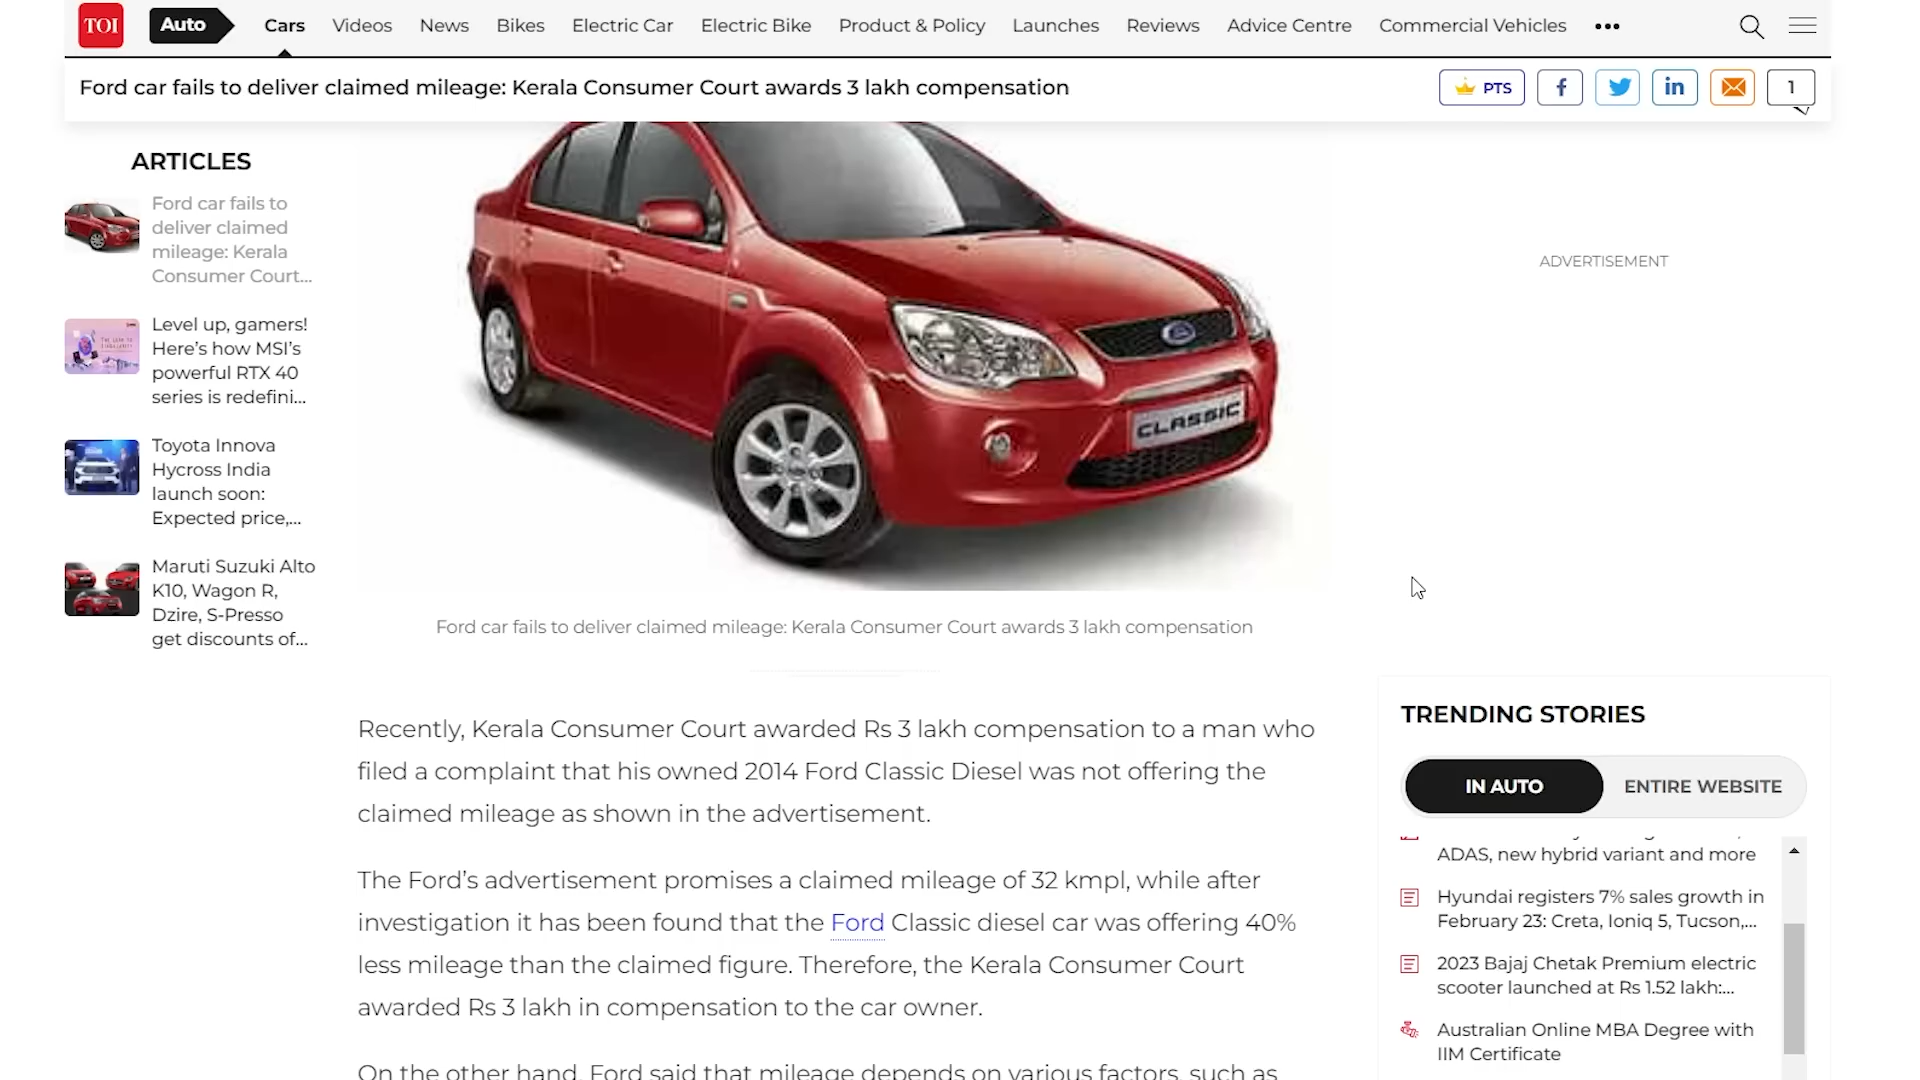 TOI
Auto
Cars
Videos
News
Bikes
Electric Car
Electric Bike
Product & Policy
Launches
Reviews
Advice Centre
Commercial Vehicles
Ford car fails to deliver claimed mileage: Kerala Consumer Court awards 3 lakh compensation
PTS
1
ARTICLES
Ford car fails to
deliver claimed
mileage: Kerala
Consumer Court...
Level up, gamers!
Here's how MSI's
powerful RTX 40
series is redefini...
Toyota Innova
Hycross India
launch soon:
Expected price,...
Maruti Suzuki Alto
K10, Wagon R,
Dzire, S-Presso
get discounts of...
CLASSIC
Ford car fails to deliver claimed mileage: Kerala Consumer Court awards 3 lakh compensation
Recently, Kerala Consumer Court awarded Rs 3 lakh compensation to a man who
filed a complaint that his owned 2014 Ford Classic Diesel was not offering the
claimed mileage as shown in the advertisement.
The Ford's advertisement promises a claimed mileage of 32 kmpl, while after
investigation it has been found that the Ford Classic diesel car was offering 40%
less mileage than the claimed figure. Therefore, the Kerala Consumer Court
awarded Rs 3 lakh in compensation to the car owner.
On the other hand, Ford said that mileage depends on various factors, such as
ADVERTISEMENT
TRENDING STORIES
IN AUTO
ENTIRE WEBSITE
ADAS, new hybrid variant and more
Hyundai registers 7% sales growth in
February 23: Creta, Ioniq 5, Tucson,...
2023 Bajaj Chetak Premium electric
scooter launched at Rs 1.52 lakh:...
Australian Online MBA Degree with
IIM Certificate